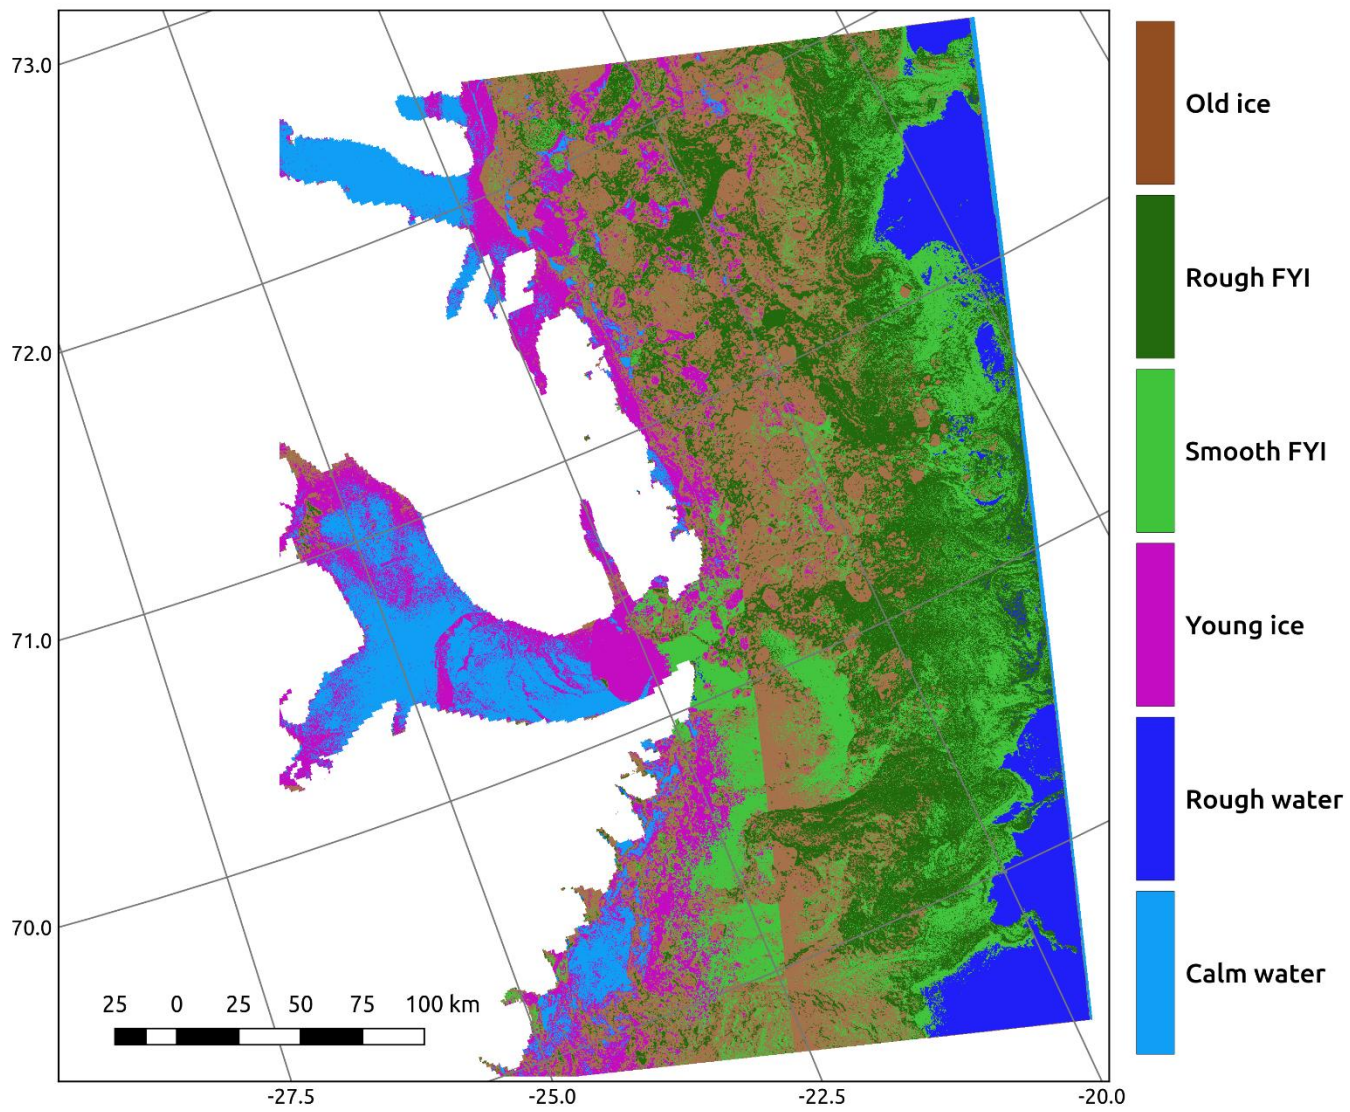 73.0
72.0
71.0
70.0
25 0 25 50 75 100 km
-27.5 -25.0 -22.5 -20.0
Old ice
Rough FYI
Smooth FYI
Young ice
Rough water
Calm water